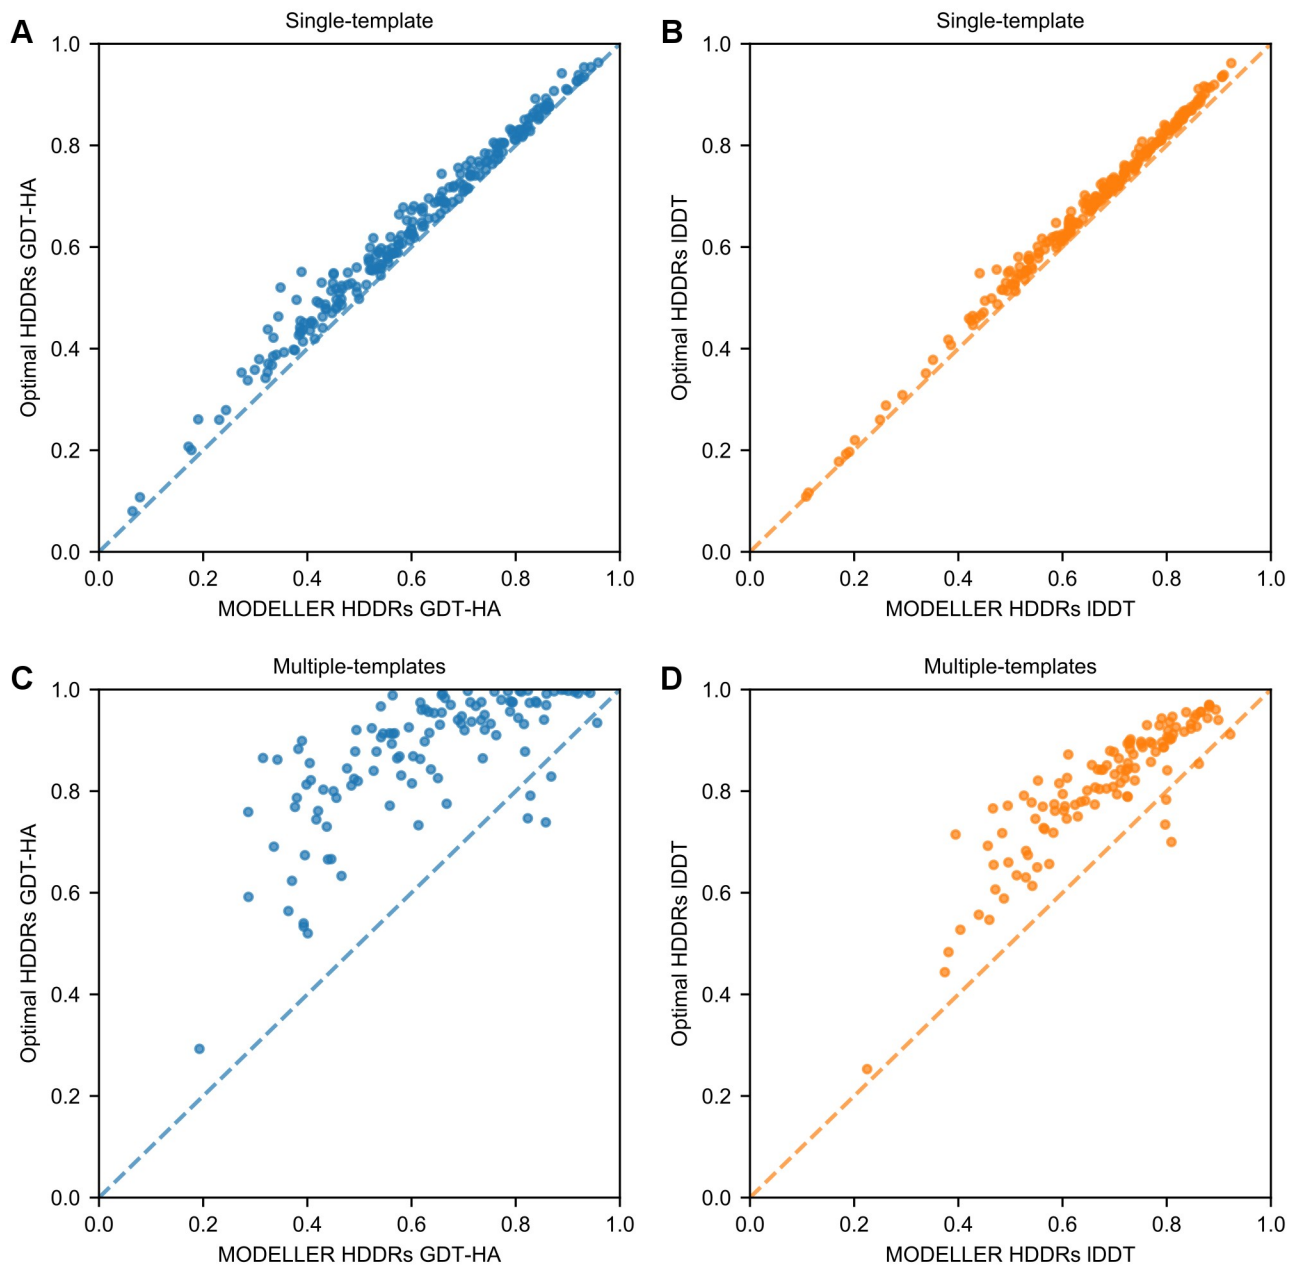 A
Single-template
1.0
0.8
0.6
0.4
0.2
0.0
Optimal HDDRs GDT-HA
0.0 0.2 0.4 0.6 0.8 1.0
MODELLER HDDRs GDT-HA
B
Single-template
1.0
0.8
0.6
0.4
0.2
0.0
Optimal HDDRs lDDT
0.0 0.2 0.4 0.6 0.8 1.0
MODELLER HDDRs lDDT
C
Multiple-templates
1.0
0.8
0.6
0.4
0.2
0.0
Optimal HDDRs GDT-HA
0.0 0.2 0.4 0.6 0.8 1.0
MODELLER HDDRs GDT-HA
D
Multiple-templates
1.0
0.8
0.6
0.4
0.2
0.0
Optimal HDDRs lDDT
0.0 0.2 0.4 0.6 0.8 1.0
MODELLER HDDRs lDDT